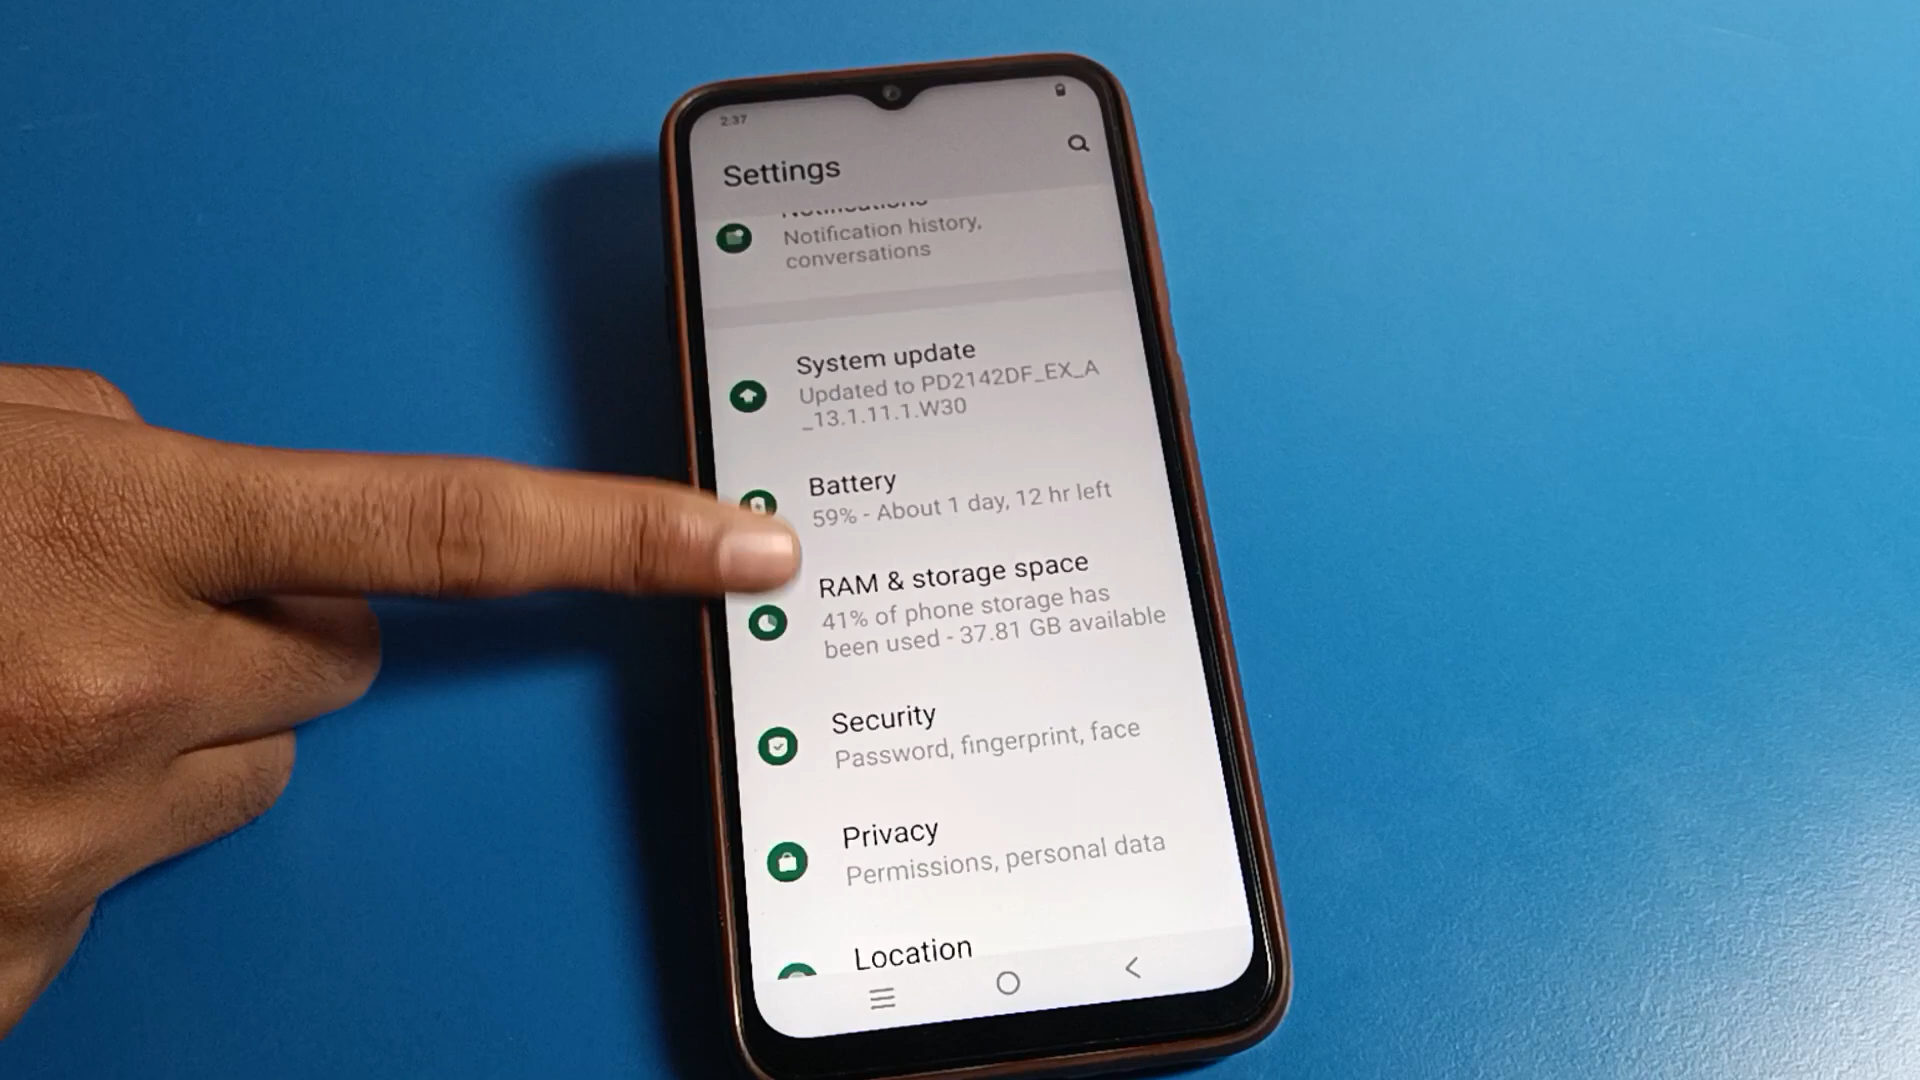 2:37
Settings
Notifications
Notification history,
conversations
System update
Updated to PD2142DF_EX_A
_13.1.11.1.W30
Battery
59% - About 1 day, 12 hr left
RAM & storage space
41% of phone storage has
been used - 37.81 GB available
Security
Password, fingerprint, face
Privacy
Permissions, personal data
Location